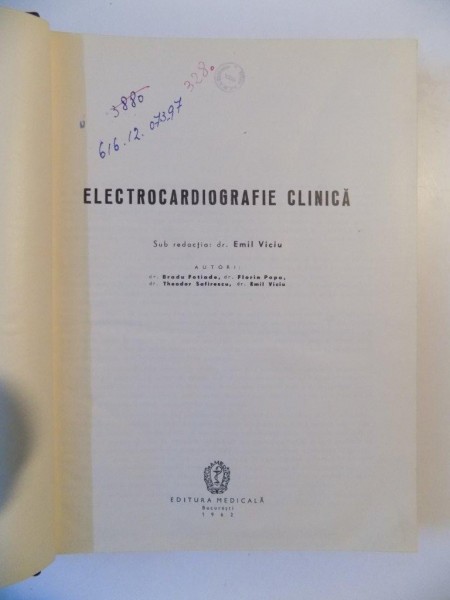 3880
328.
616.12.073.97
ELECTROCARDIOGRAFIE CLINICĂ
Sub redacția: dr. Emil Viciu
AUTORI:
dr. Bradu Fotiade, dr. Florin Popa,
dr. Theodor Sofirescu, dr. Emil Viciu
EDITURA MEDICALĂ
București
1962